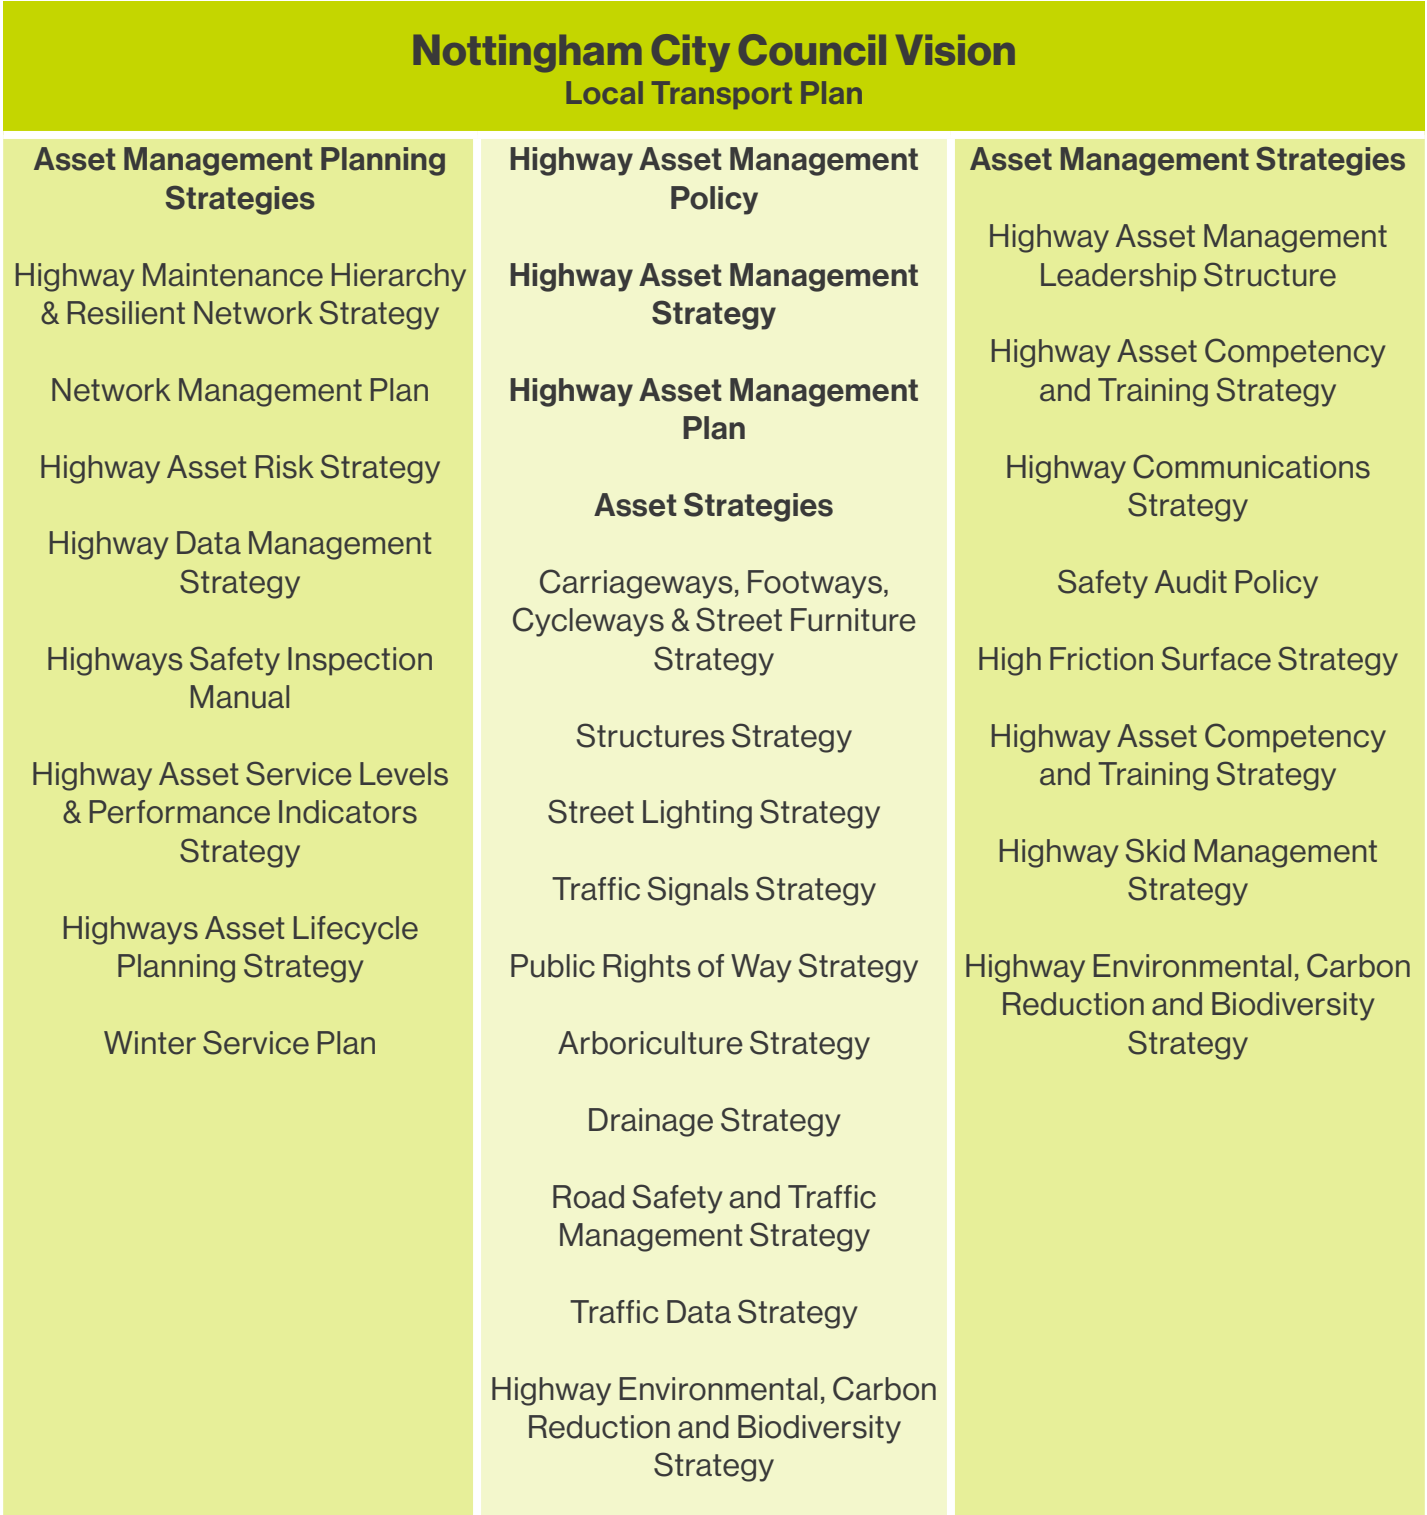 Nottingham City Council Vision
Local Transport Plan
Asset Management Planning
Strategies
Highway Maintenance Hierarchy
& Resilient Network Strategy
Network Management Plan
Highway Asset Risk Strategy
Highway Data Management
Strategy
Highways Safety Inspection
Manual
Highway Asset Service Levels
& Performance Indicators
Strategy
Highways Asset Lifecycle
Planning Strategy
Winter Service Plan
Highway Asset Management
Policy
Highway Asset Management
Strategy
Highway Asset Management
Plan
Asset Strategies
Carriageways, Footways,
Cycleways & Street Furniture
Strategy
Structures Strategy
Street Lighting Strategy
Traffic Signals Strategy
Public Rights of Way Strategy
Arboriculture Strategy
Drainage Strategy
Road Safety and Traffic
Management Strategy
Traffic Data Strategy
Highway Environmental, Carbon
Reduction and Biodiversity
Strategy
Asset Management Strategies
Highway Asset Management
Leadership Structure
Highway Asset Competency
and Training Strategy
Highway Communications
Strategy
Safety Audit Policy
High Friction Surface Strategy
Highway Asset Competency
and Training Strategy
Highway Skid Management
Strategy
Highway Environmental, Carbon
Reduction and Biodiversity
Strategy